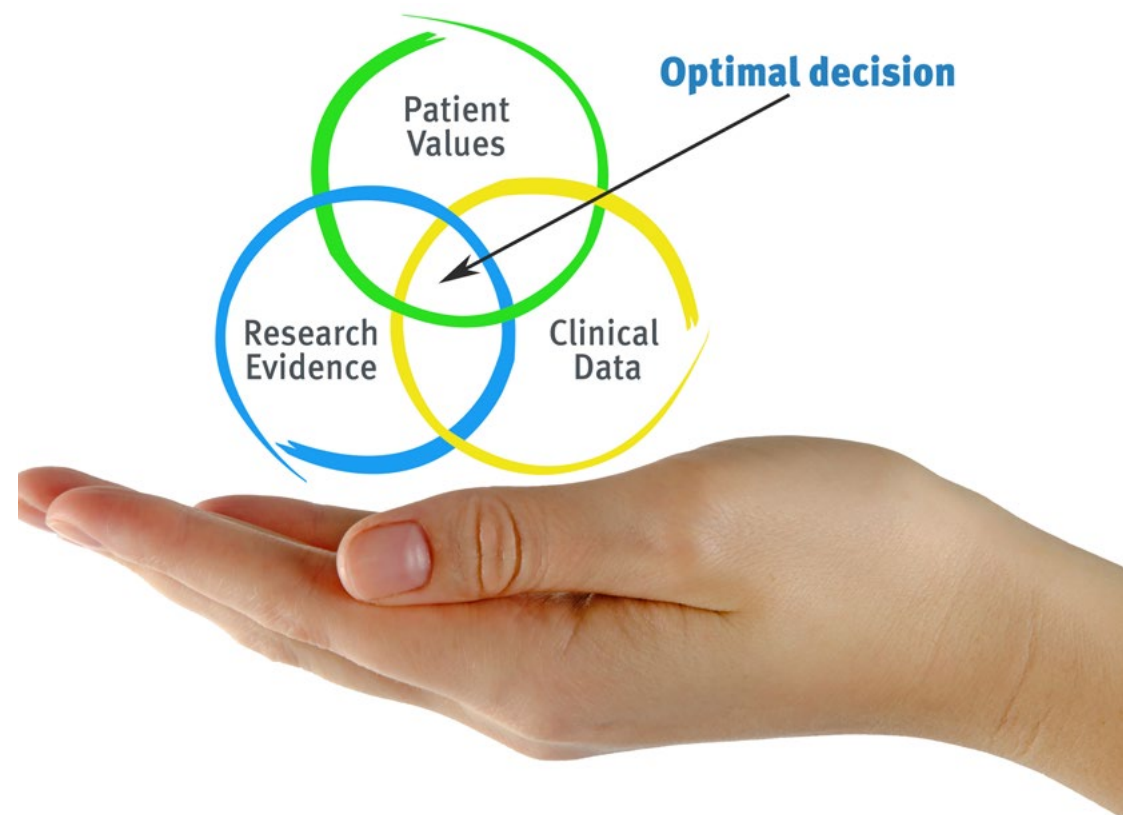 Optimal decision
Patient
Values
Research
Evidence
Clinical
Data